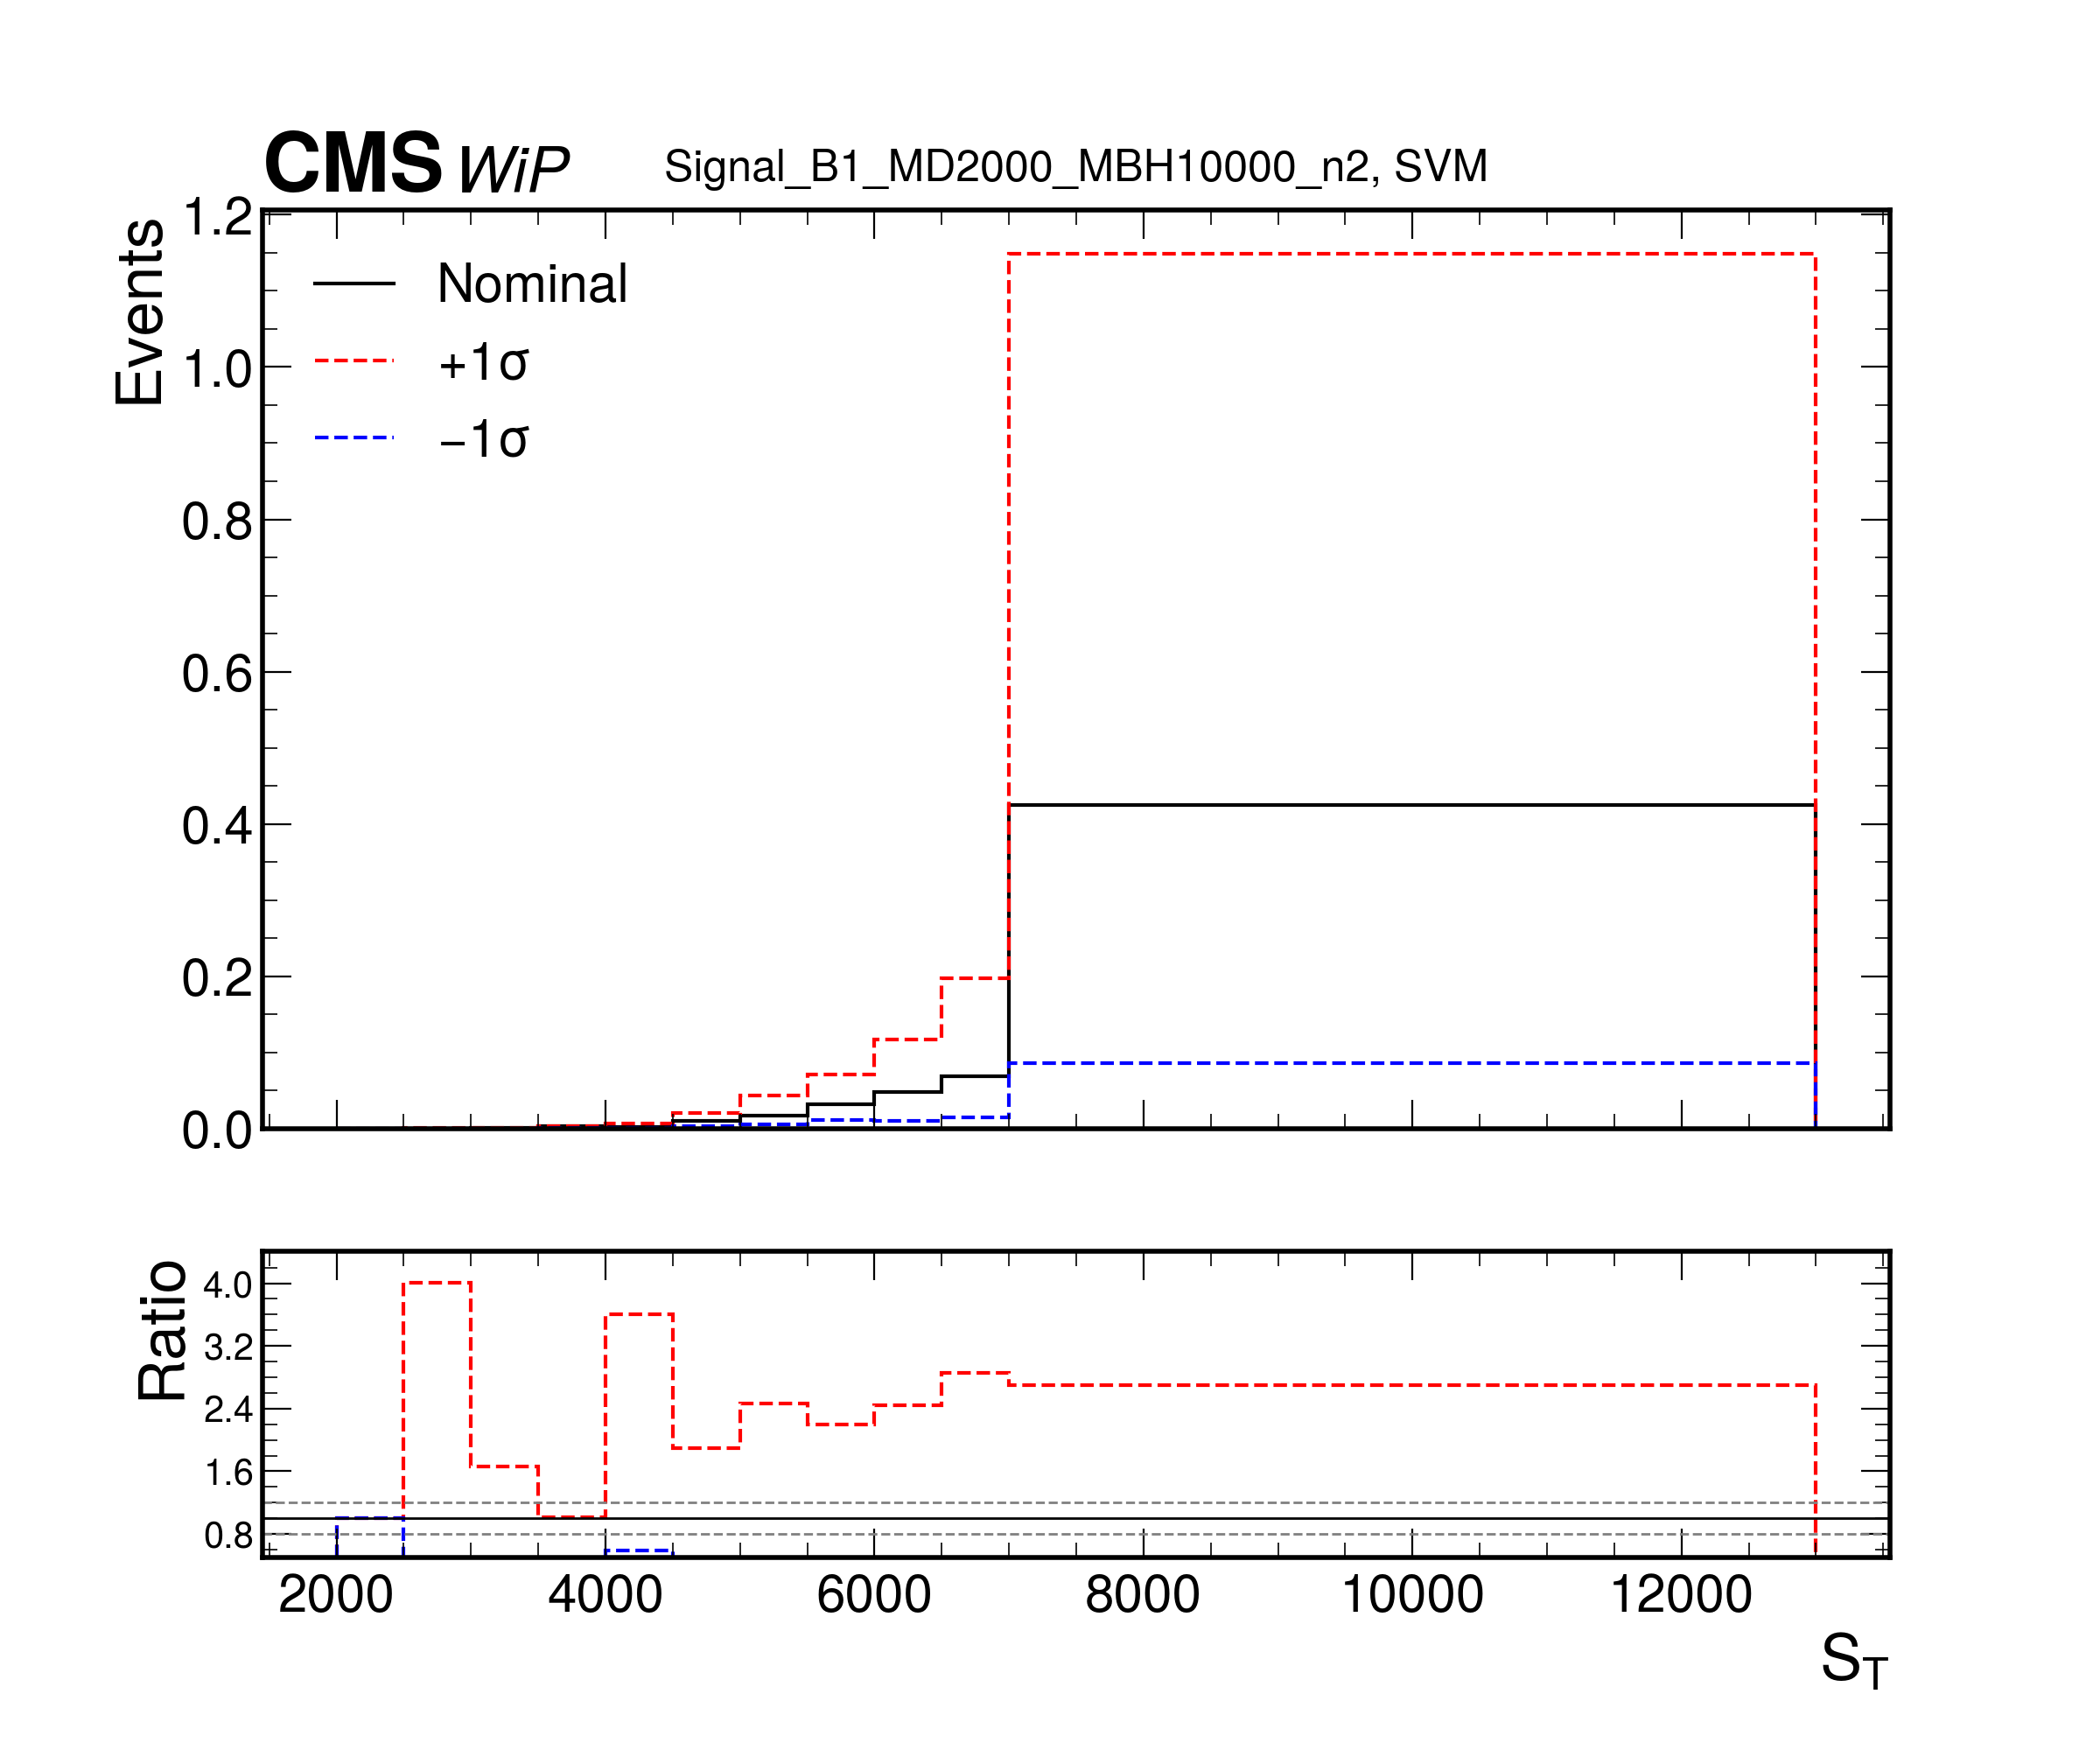 CMS WiP Signal_B1_MD2000_MBH10000_n2, SVM
Events
1.2
1.0
0.8
0.6
0.4
0.2
0.0
Nominal
+1σ
−1σ
Ratio
4.0
3.2
2.4
1.6
0.8
2000 4000 6000 8000 10000 12000
S_T